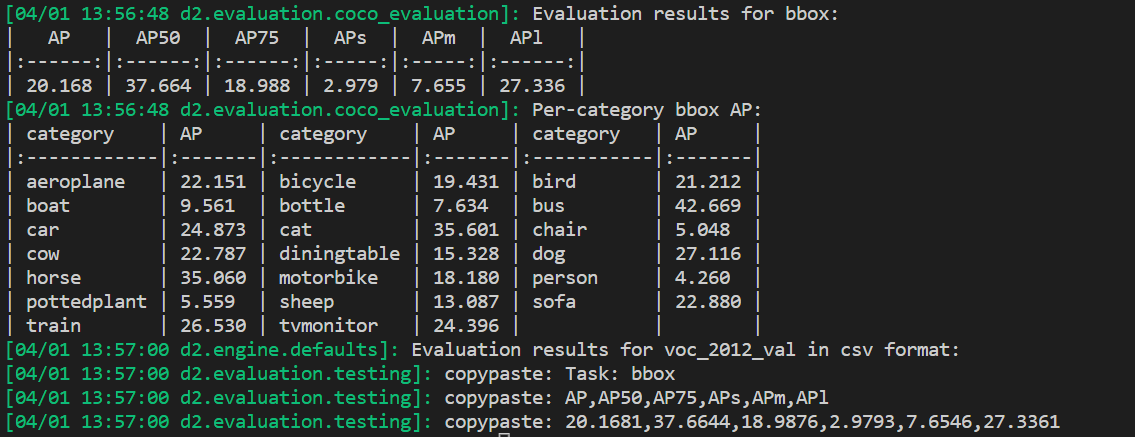 [04/01 13:56:48 d2.evaluation.coco_evaluation]: Evaluation results for bbox:
|   AP   |  AP50  |  AP75  |  APs  |  APm  |  APl   |
|:------:|:------:|:------:|:-----:|:-----:|:------:|
| 20.168 | 37.664 | 18.988 | 2.979 | 7.655 | 27.336 |
[04/01 13:56:48 d2.evaluation.coco_evaluation]: Per-category bbox AP:
| category    | AP     | category    | AP     | category   | AP     |
|:------------|:-------|:------------|:-------|:-----------|:-------|
| aeroplane   | 22.151 | bicycle     | 19.431 | bird       | 21.212 |
| boat        | 9.561  | bottle      | 7.634  | bus        | 42.669 |
| car         | 24.873 | cat         | 35.601 | chair      | 5.048  |
| cow         | 22.787 | diningtable | 15.328 | dog        | 27.116 |
| horse       | 35.060 | motorbike   | 18.180 | person     | 4.260  |
| pottedplant | 5.559  | sheep       | 13.087 | sofa       | 22.880 |
| train       | 26.530 | tvmonitor   | 24.396 |            |        |
[04/01 13:57:00 d2.engine.defaults]: Evaluation results for voc_2012_val in csv format:
[04/01 13:57:00 d2.evaluation.testing]: copypaste: Task: bbox
[04/01 13:57:00 d2.evaluation.testing]: copypaste: AP,AP50,AP75,APs,APm,APl
[04/01 13:57:00 d2.evaluation.testing]: copypaste: 20.1681,37.6644,18.9876,2.9793,7.6546,27.3361